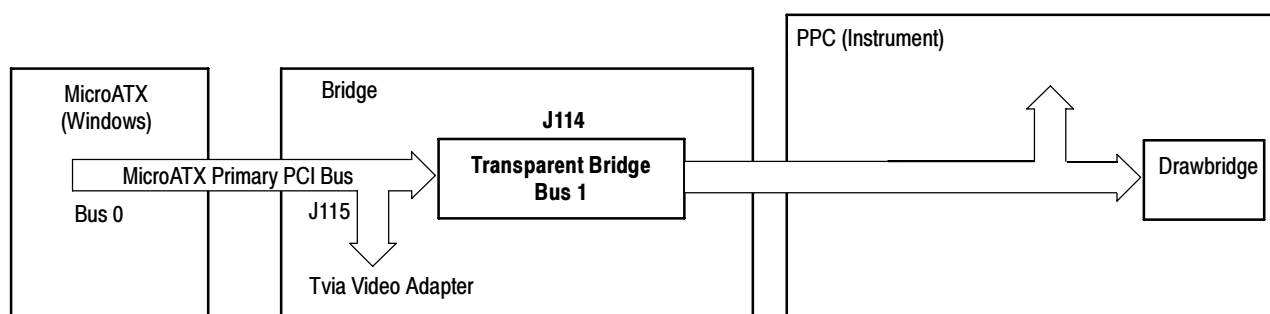 PPC (Instrument)
MicroATX
(Windows)
Bridge
J114
Transparent Bridge
Bus 1
MicroATX Primary PCI Bus
Bus 0
J115
Tvia Video Adapter
Drawbridge